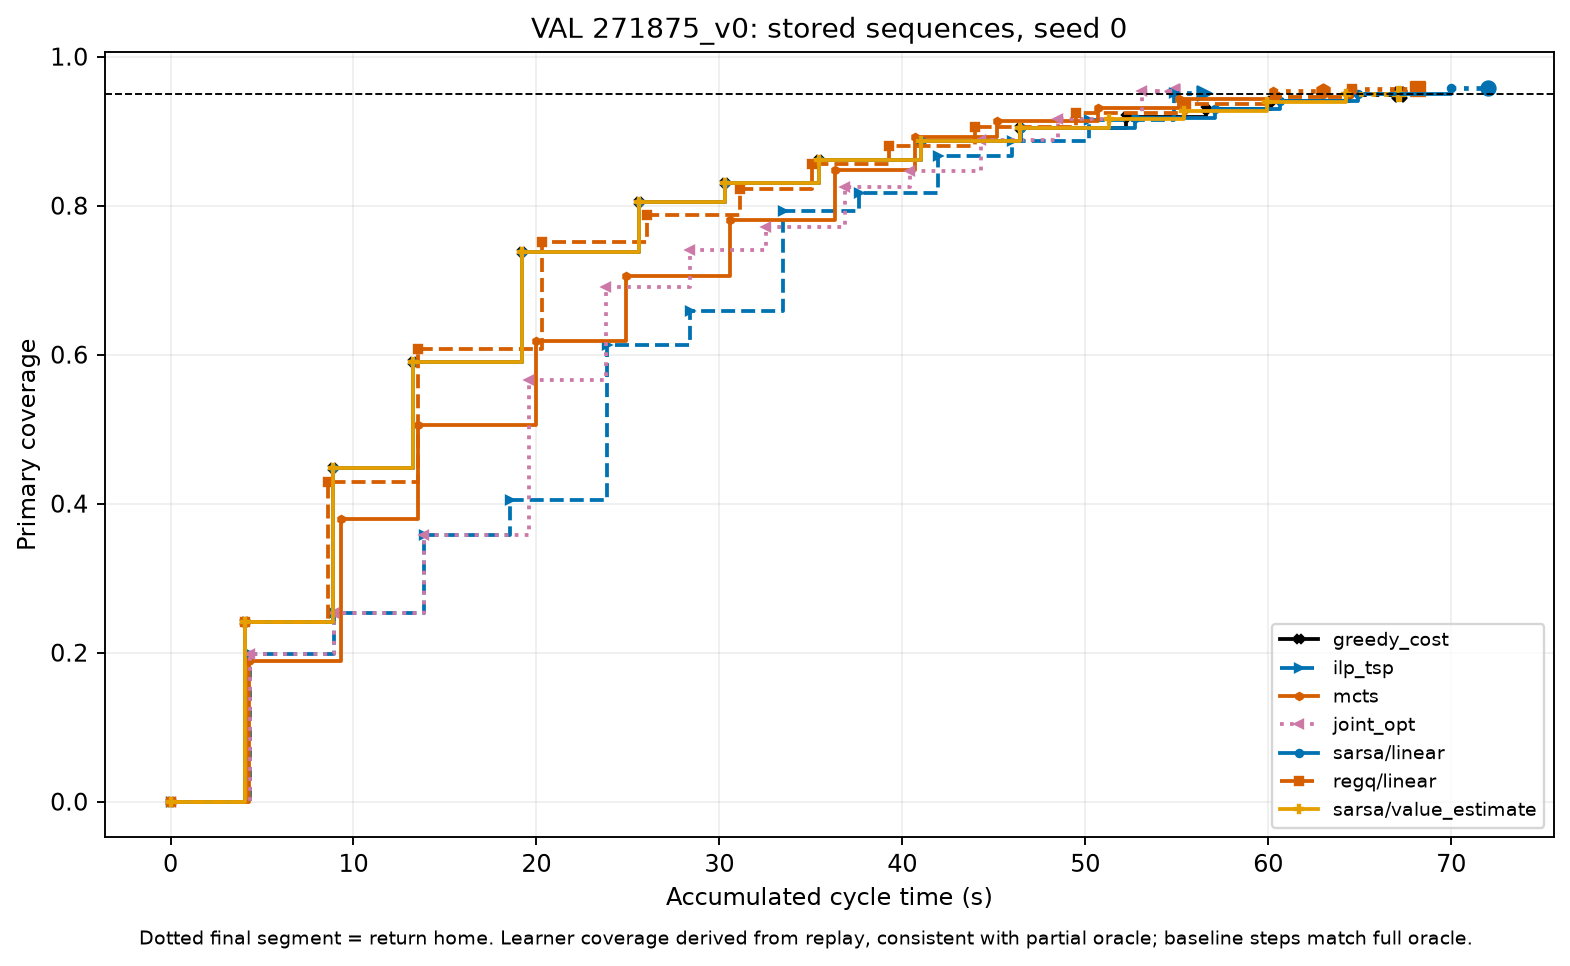 VAL 271875_v0: stored sequences, seed 0
1.0
0.8
0.6
0.4
0.2
0.0
Primary coverage
0 10 20 30 40 50 60 70
Accumulated cycle time (s)
greedy_cost
ilp_tsp
mcts
joint_opt
sarsa/linear
regq/linear
sarsa/value_estimate
Dotted final segment = return home. Learner coverage derived from replay, consistent with partial oracle; baseline steps match full oracle.